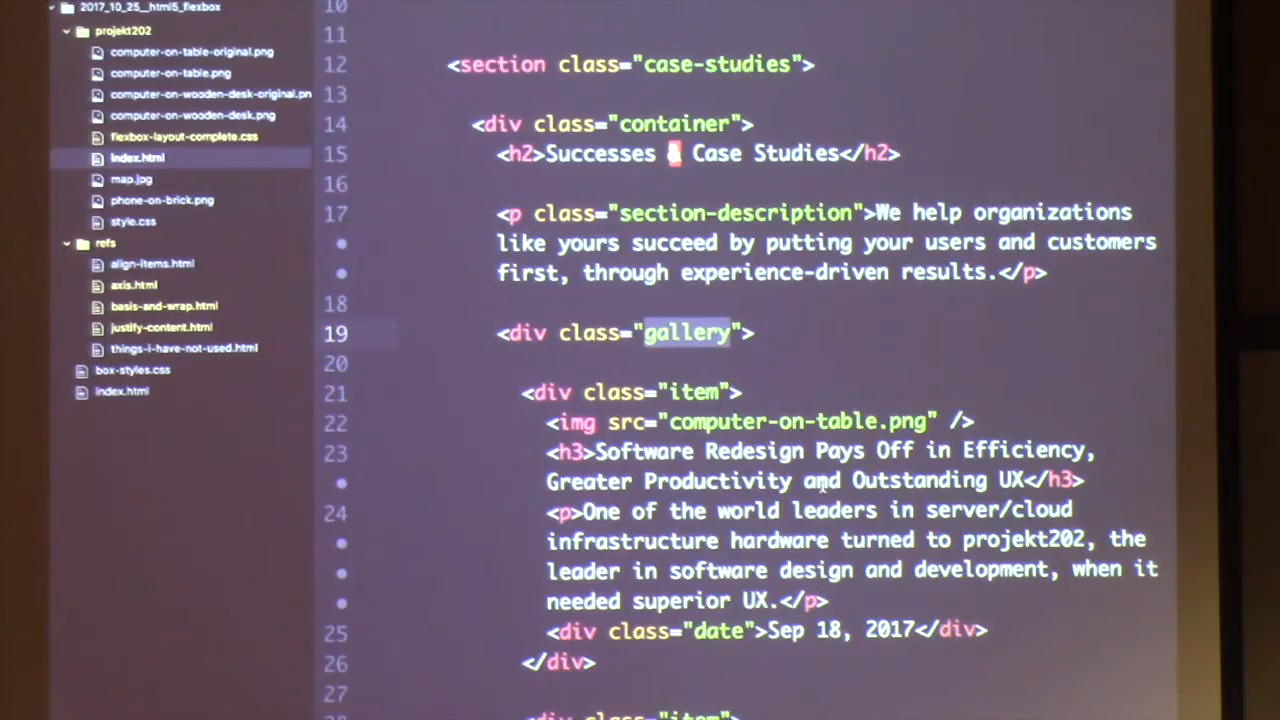 2017_10_25__html5_flexbox
projekt202
computer-on-table-original.png
computer-on-table.png
computer-on-wooden-desk-original.pn
computer-on-wooden-desk.png
flexbox-layout-complete.css
index.html
map.jpg
phone-on-brick.png
style.css
refs
align-items.html
axis.html
basis-and-wrap.html
justify-content.html
things-i-have-not-used.html
box-styles.css
index.html
10
11
12 <section class="case-studies">
13
14 <div class="container">
15 <h2>Successes & Case Studies</h2>
16
17 <p class="section-description">We help organizations
like yours succeed by putting your users and customers
first, through experience-driven results.</p>
18
19 <div class="gallery">
20
21 <div class="item">
22 <img src="computer-on-table.png" />
23 <h3>Software Redesign Pays Off in Efficiency,
Greater Productivity and Outstanding UX</h3>
24 <p>One of the world leaders in server/cloud
infrastructure hardware turned to projekt202, the
leader in software design and development, when it
needed superior UX.</p>
25 <div class="date">Sep 18, 2017</div>
26 </div>
27
28 <div class="item">